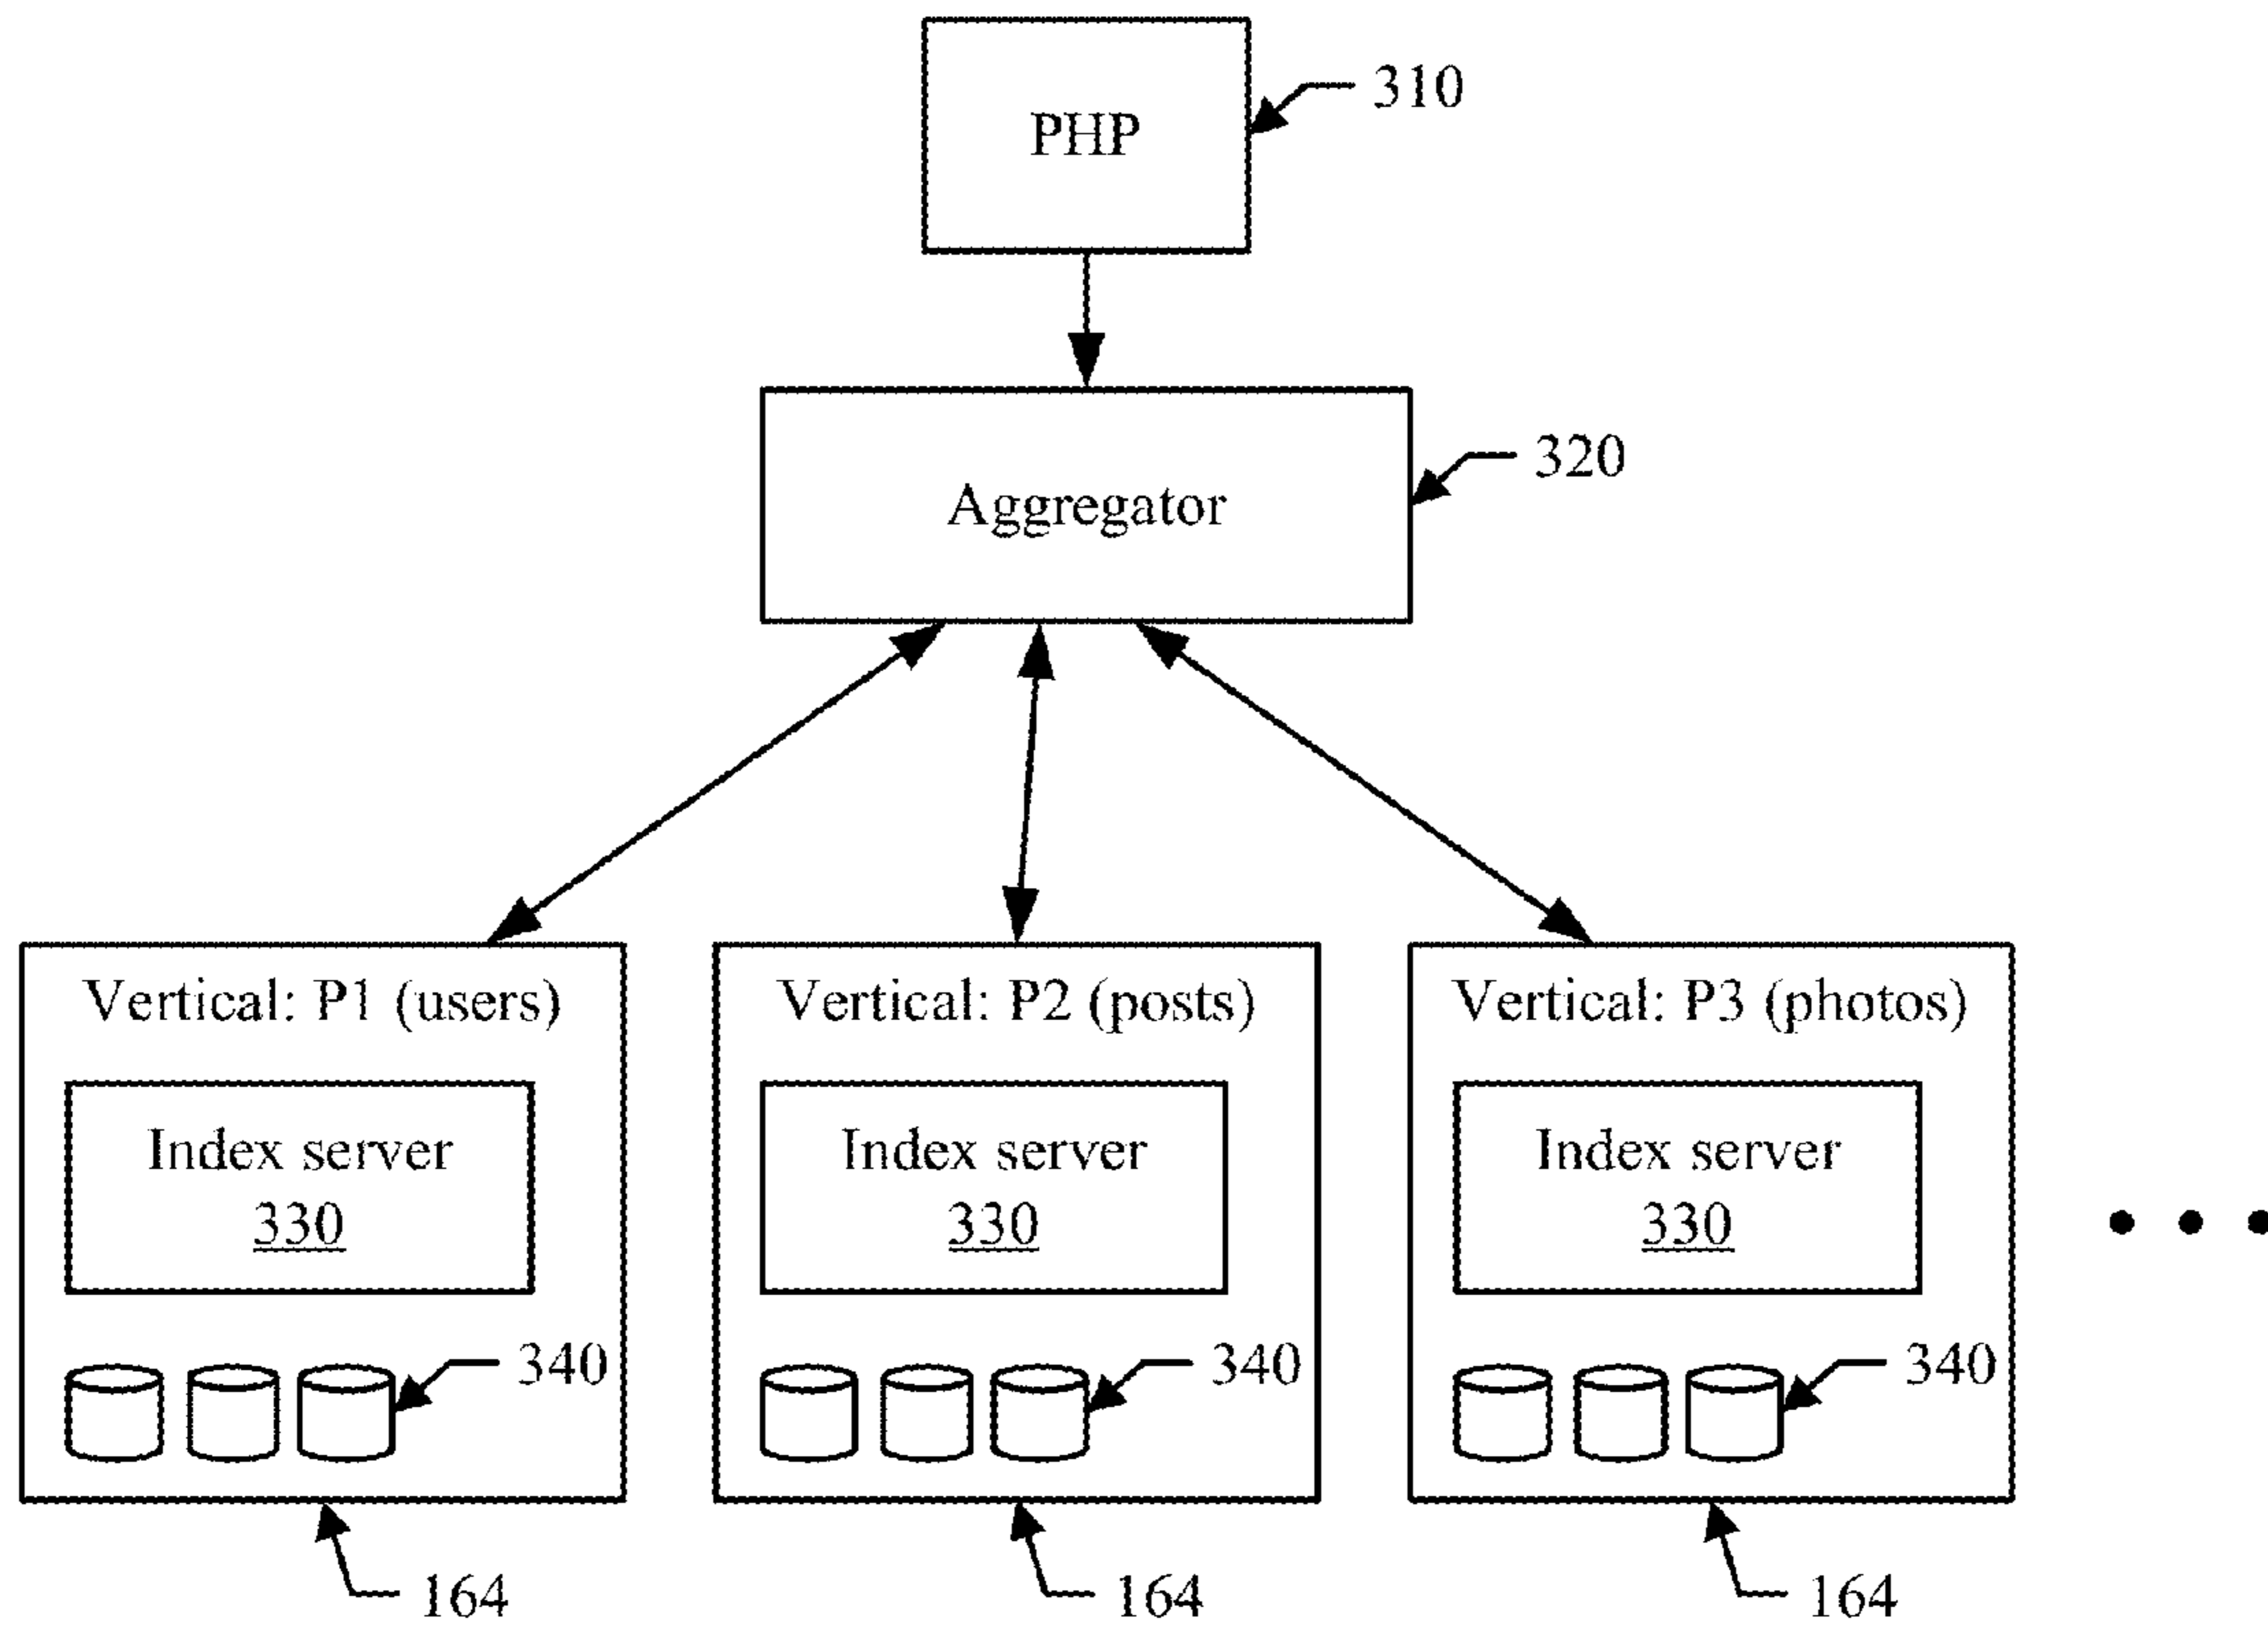 PHP
310
Aggregator
320
Vertical: P1 (users)
Index server
330
340
164
Vertical: P2 (posts)
Index server
330
340
164
Vertical: P3 (photos)
Index server
330
340
164